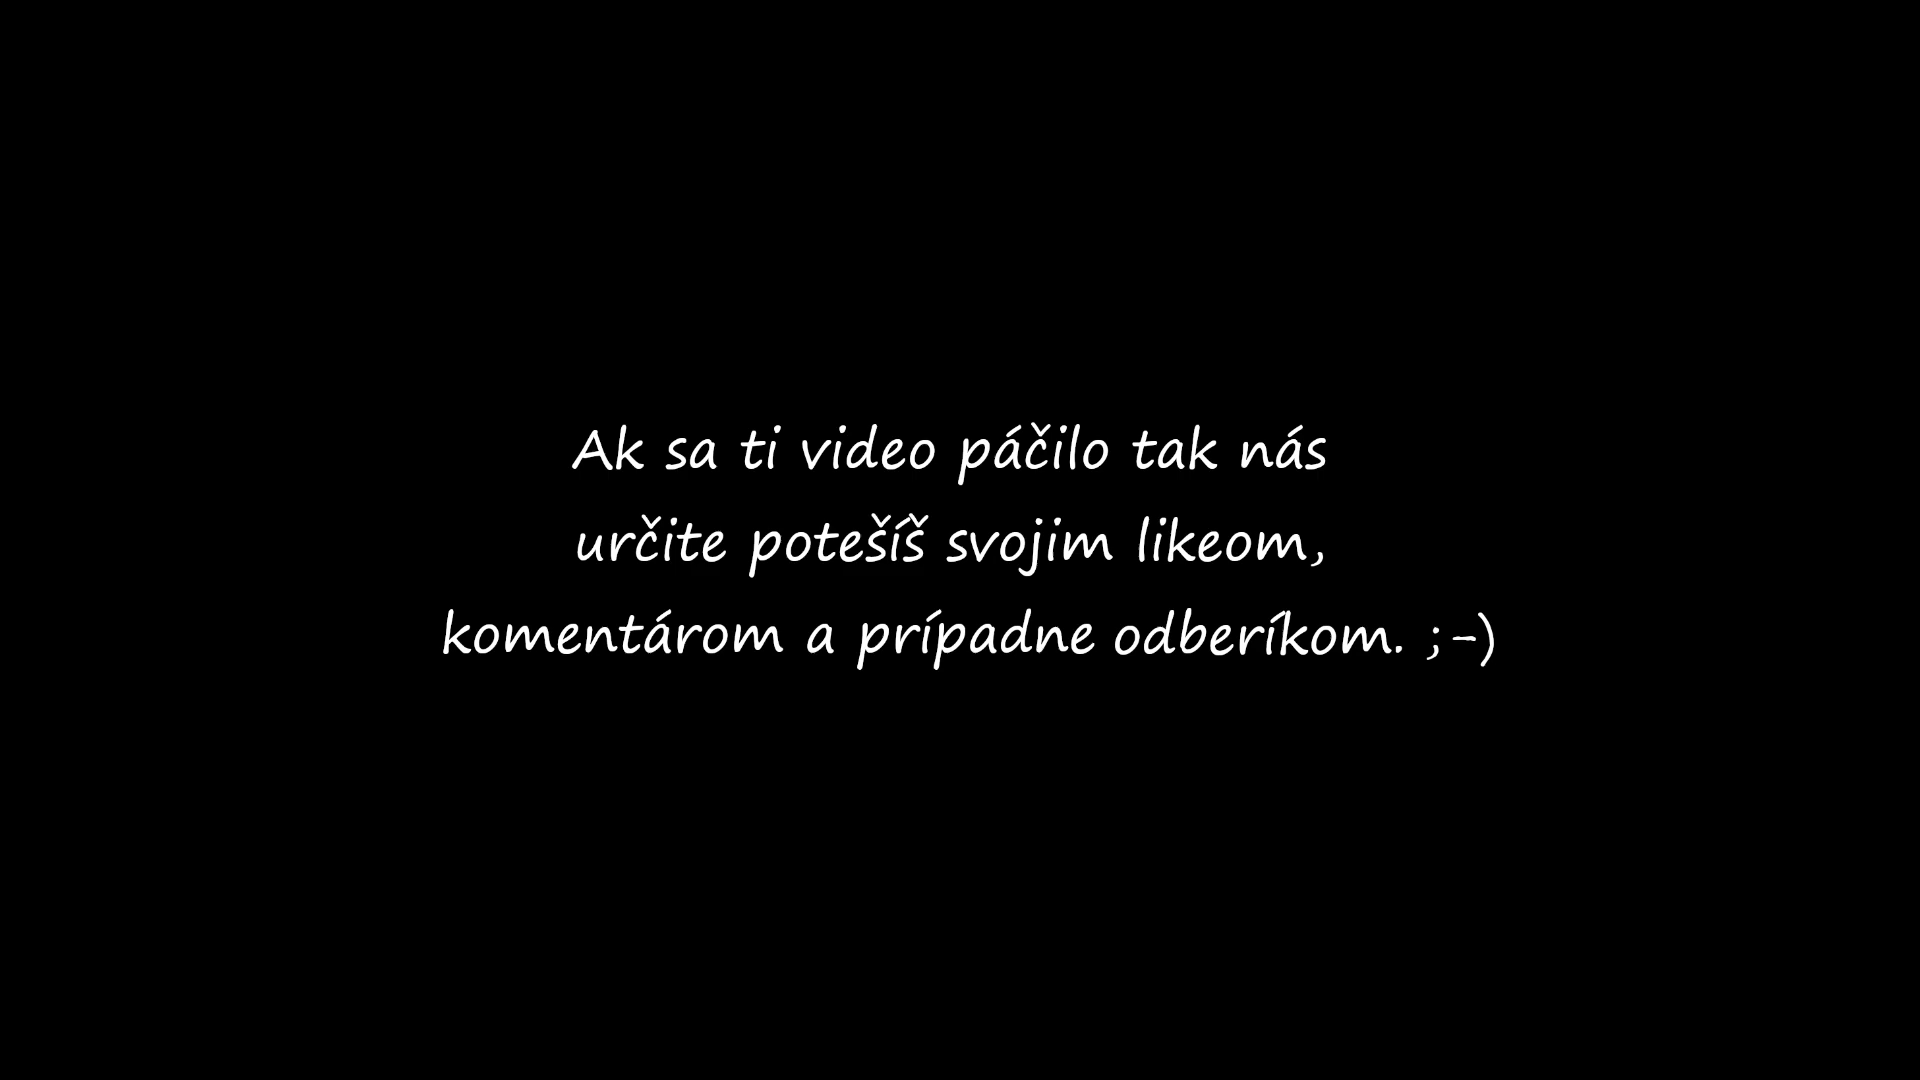 Ak sa ti video páčilo tak nás
určite potešíš svojim likeom,
komentárom a prípadne odberíkom. ;-)